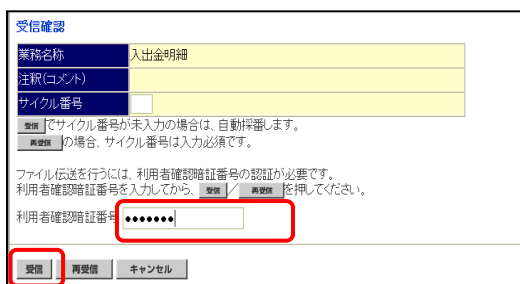 受信確認
業務名称 入出金明細
注釈(コメント)
サイクル番号
受信 でサイクル番号が未入力の場合は、自動採番します。
再受信 の場合、サイクル番号は入力必須です。
ファイル伝送を行うには、利用者確認暗証番号の認証が必要です。
利用者確認暗証番号を入力してから、 受信 / 再受信 を押してください。
利用者確認暗証番号 ●●●●●●●
受信 再受信 キャンセル